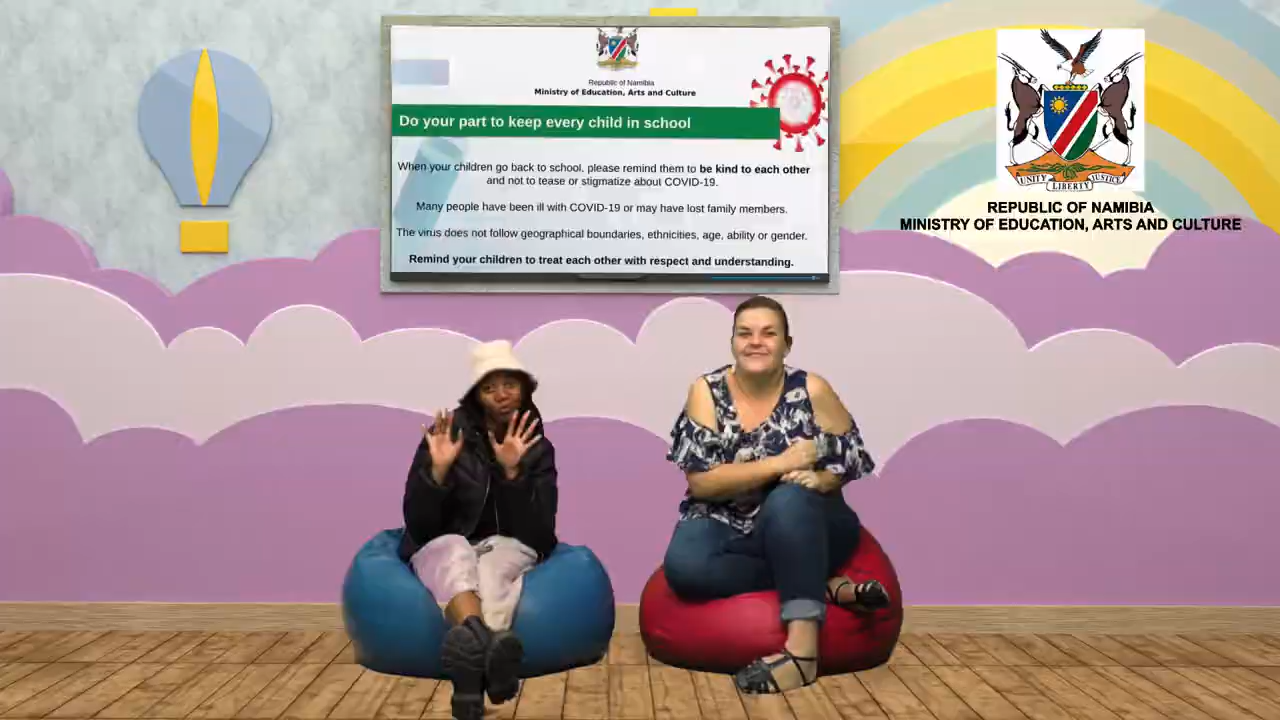 Republic of Namibia
Ministry of Education, Arts and Culture
Do your part to keep every child in school
When your children go back to school, please remind them to be kind to each other
and not to tease or stigmatize about COVID-19.
Many people have been ill with COVID-19 or may have lost family members.
The virus does not follow geographical boundaries, ethnicities, age, ability or gender.
Remind your children to treat each other with respect and understanding.
UNITY LIBERTY JUSTICE
REPUBLIC OF NAMIBIA
MINISTRY OF EDUCATION, ARTS AND CULTURE